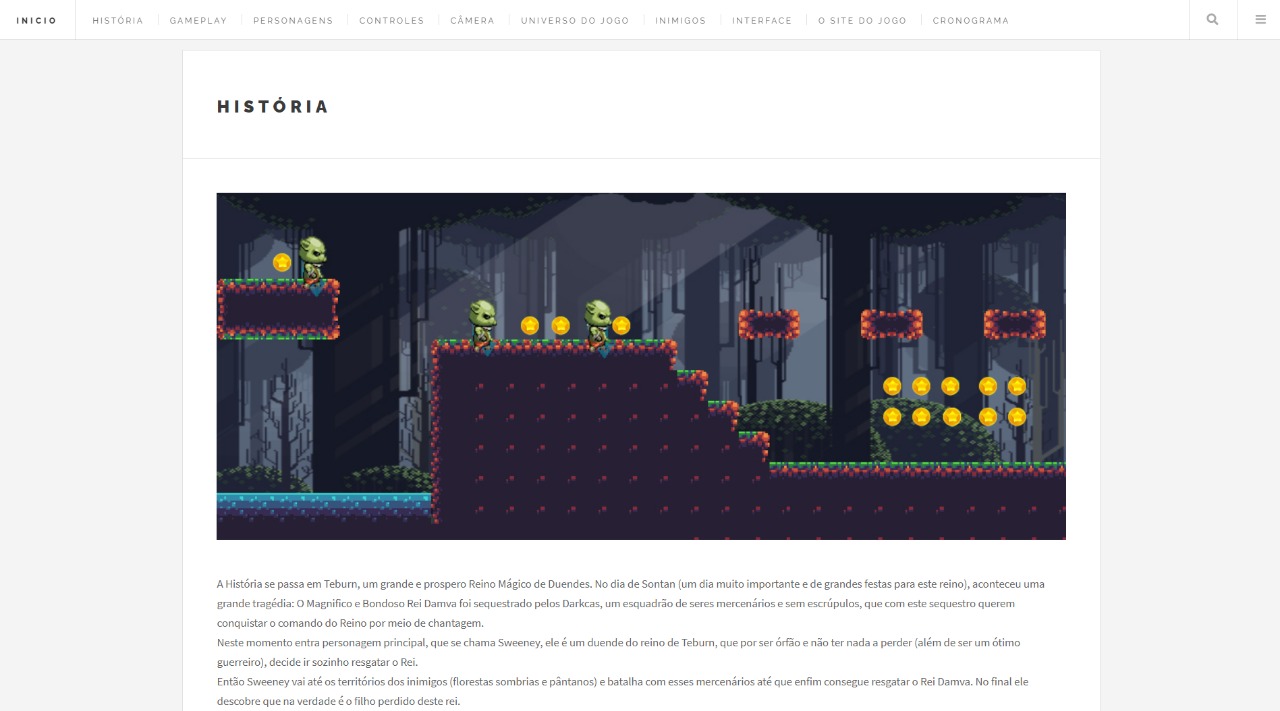 INICIO HISTÓRIA GAMEPLAY PERSONAGENS CONTROLES CÂMERA UNIVERSO DO JOGO INIMIGOS INTERFACE O SITE DO JOGO CRONOGRAMA
HISTÓRIA
A História se passa em Teburn, um grande e prospero Reino Mágico de Duendes. No dia de Sontan (um dia muito importante e de grandes festas para este reino), aconteceu uma
grande tragédia: O Magnifico e Bondoso Rei Damva foi sequestrado pelos Darkcas, um esquadrão de seres mercenários e sem escrúpulos, que com este sequestro querem
conquistar o comando do Reino por meio de chantagem.
Neste momento entra personagem principal, que se chama Sweeney, ele é um duende do reino de Teburn, que por ser órfão e não ter nada a perder (além de ser um ótimo
guerreiro), decide ir sozinho resgatar o Rei.
Então Sweeney vai até os territórios dos inimigos (florestas sombrias e pântanos) e batalha com esses mercenários até que enfim consegue resgatar o Rei Damva. No final ele
descobre que na verdade é o filho perdido deste rei.